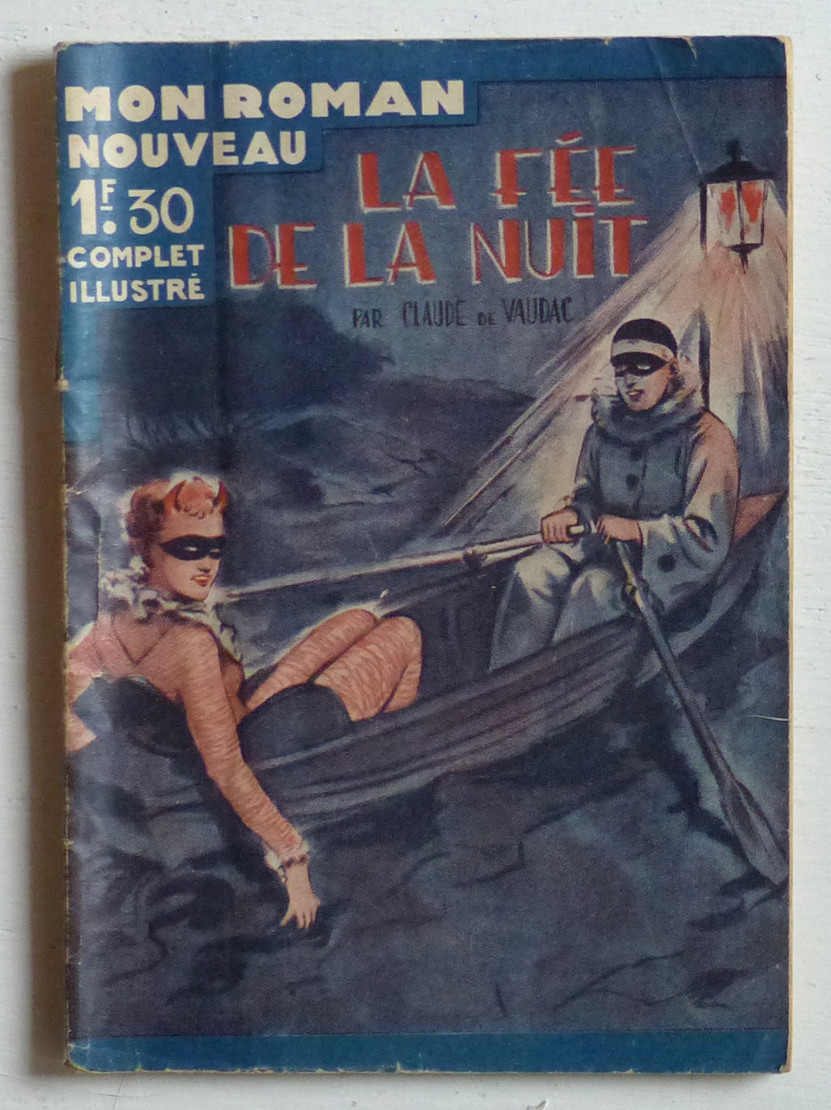 MON ROMAN
NOUVEAU
1F.30
COMPLET
ILLUSTRÉ
LA FÉE
DE LA NUIT
PAR CLAUDE DE VAUDAC